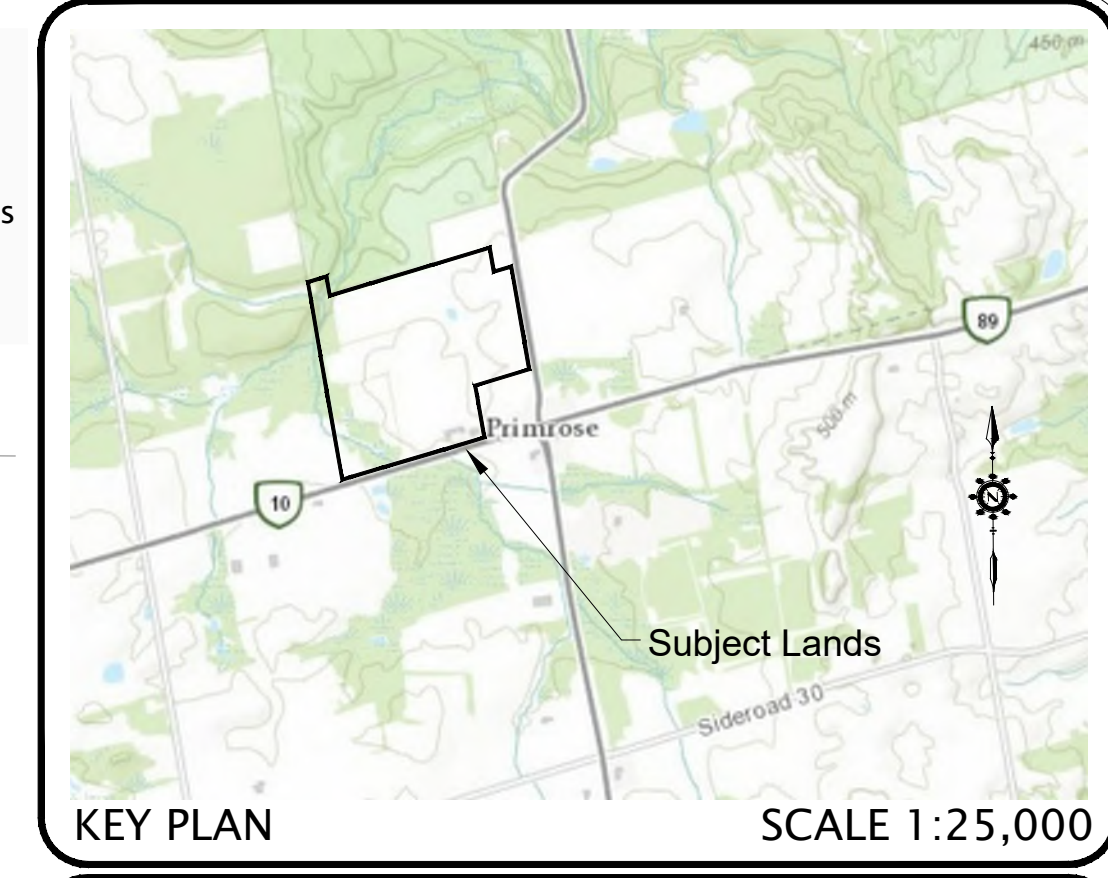 450 m
s
89
Primrose
500 m
10
N
Subject Lands
Sideroad 30
KEY PLAN
SCALE 1:25,000